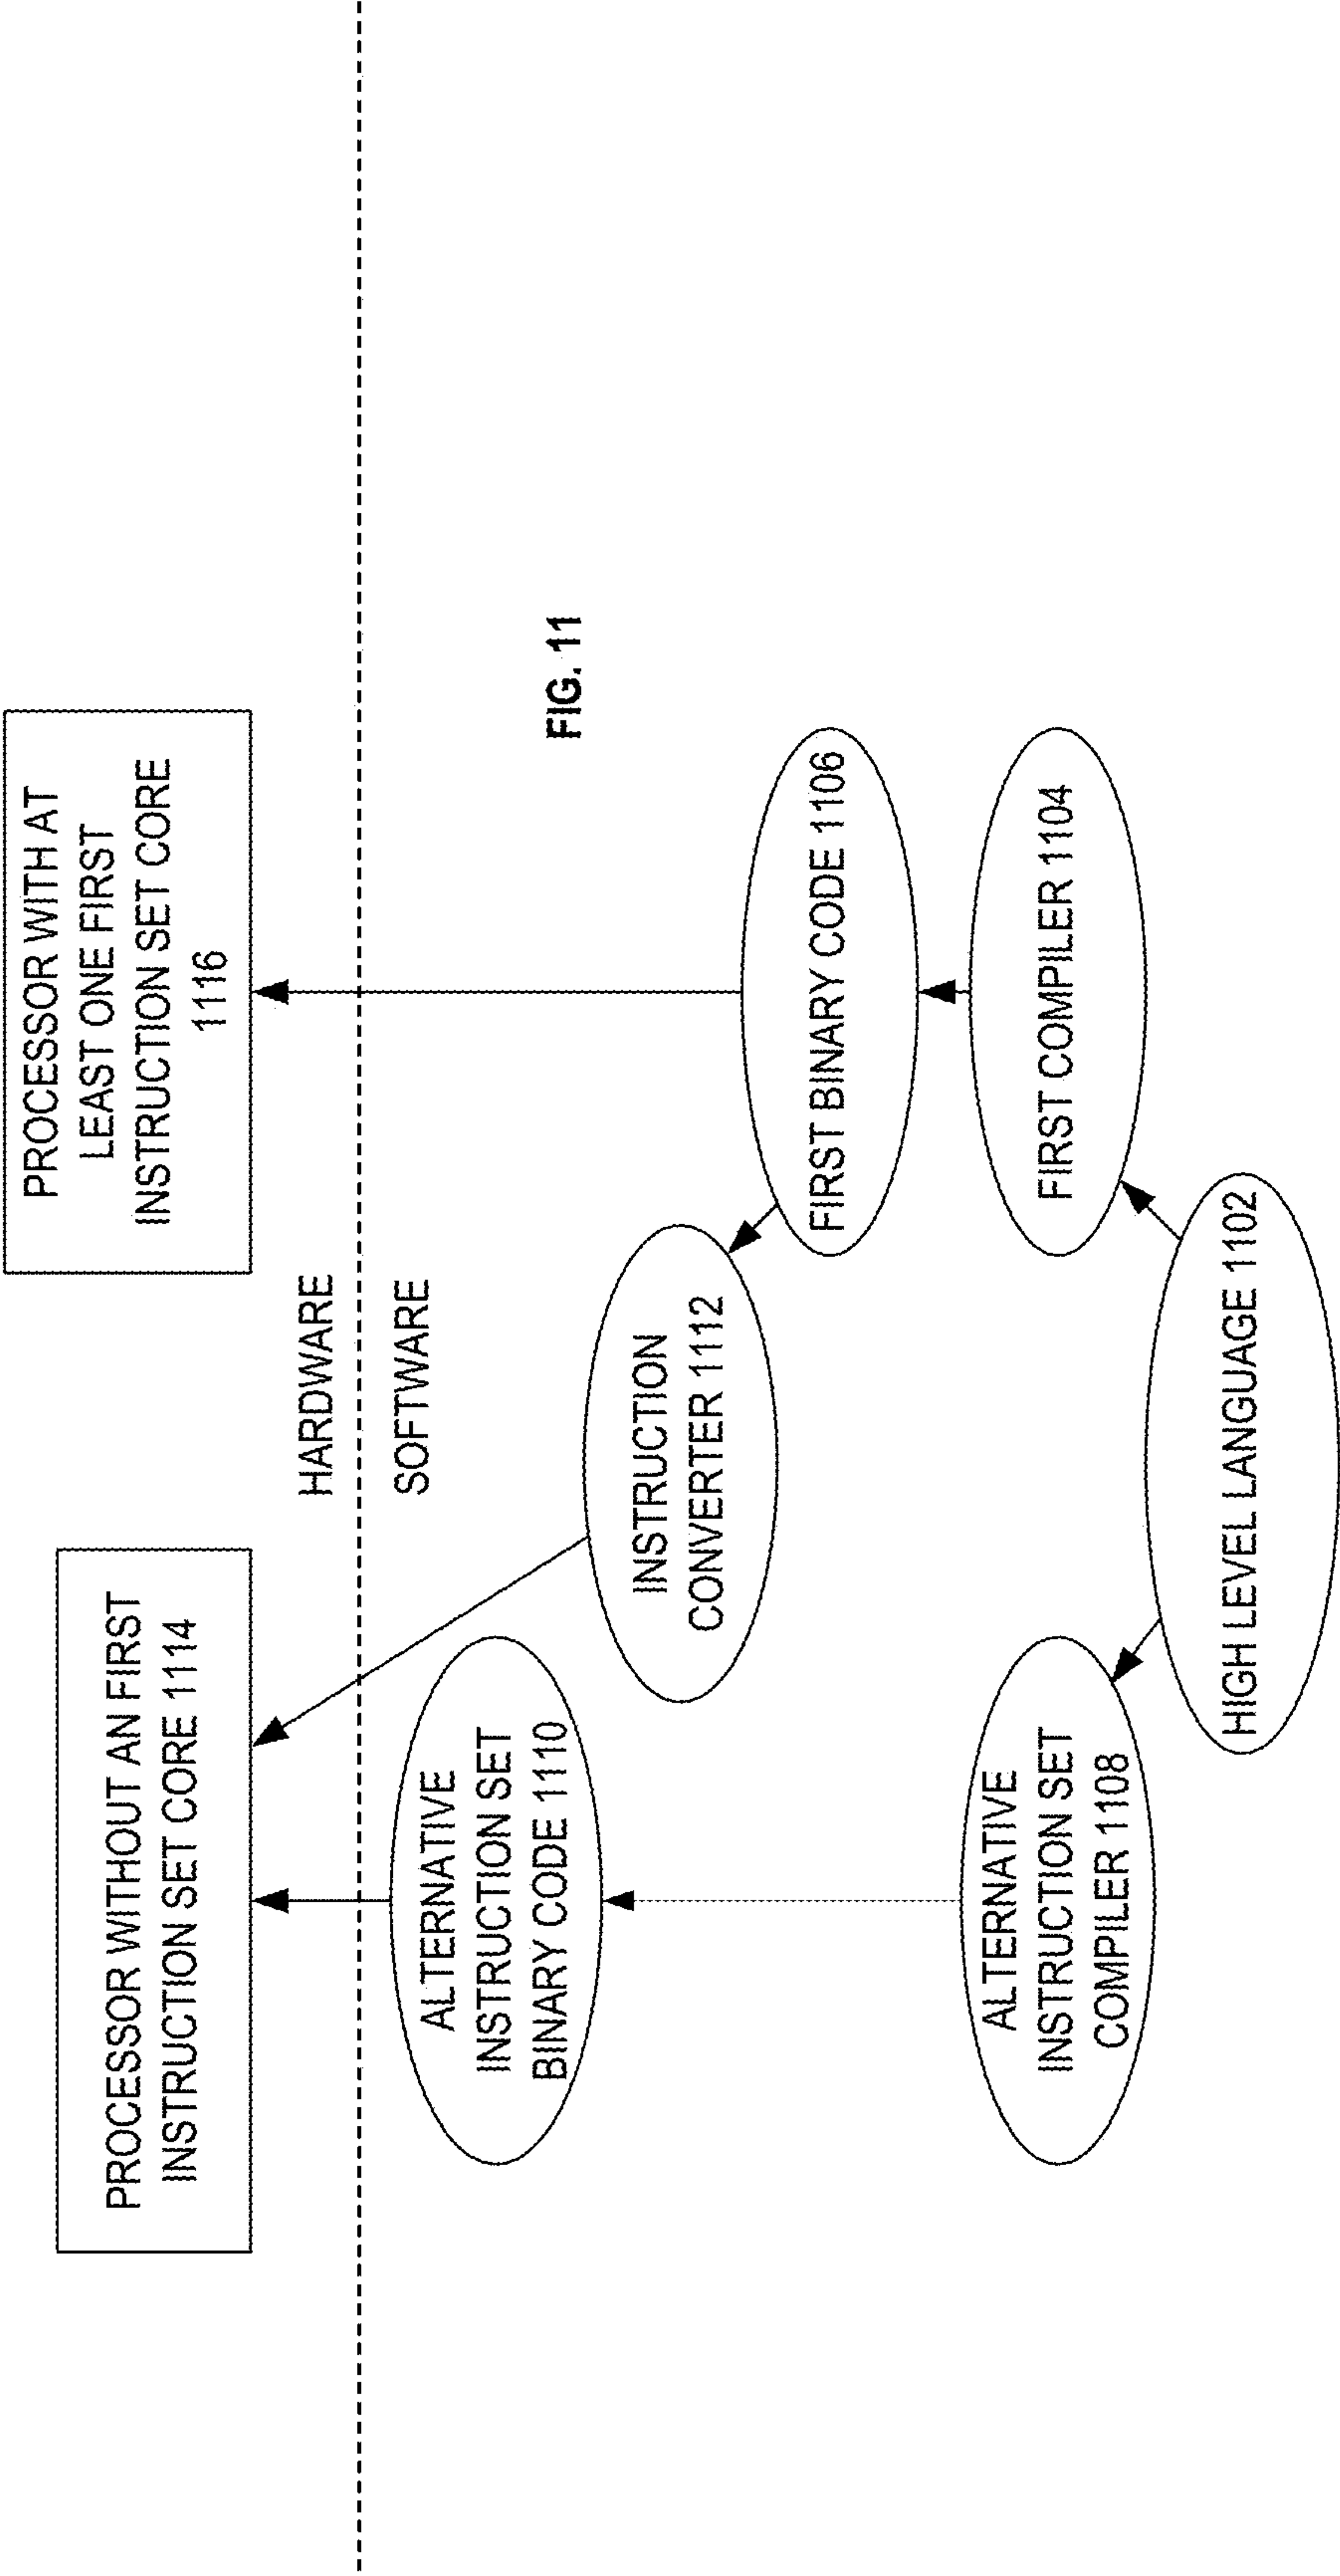 PROCESSOR WITHOUT AN FIRST
INSTRUCTION SET CORE 1114
PROCESSOR WITH AT
LEAST ONE FIRST
INSTRUCTION SET CORE
1116
HARDWARE
SOFTWARE
ALTERNATIVE
INSTRUCTION SET
BINARY CODE 1110
FIG. 11
INSTRUCTION
CONVERTER 1112
FIRST BINARY CODE 1106
ALTERNATIVE
INSTRUCTION SET
COMPILER 1108
FIRST COMPILER 1104
HIGH LEVEL LANGUAGE 1102